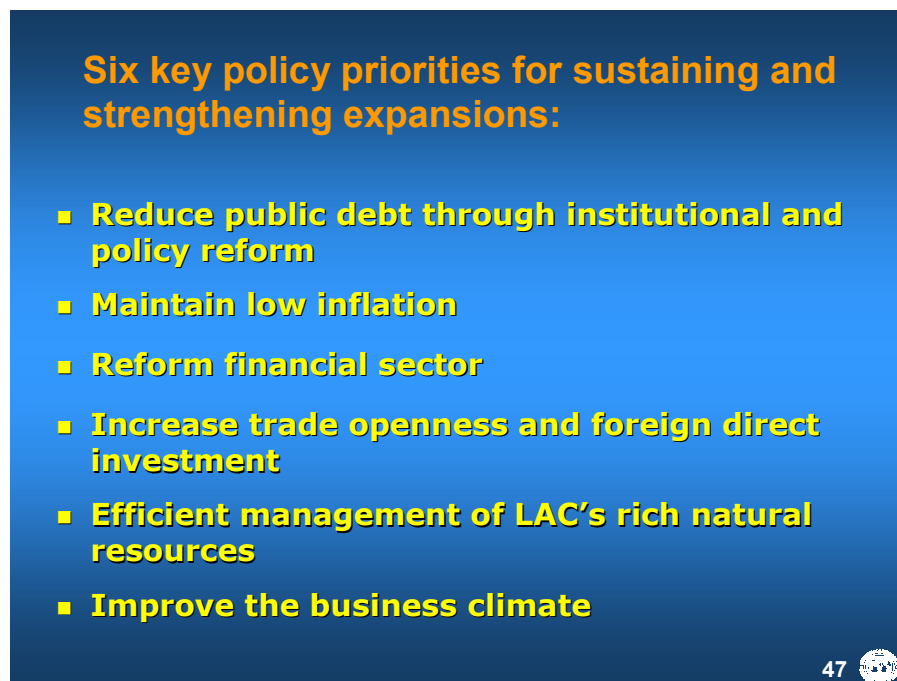 Six key policy priorities for sustaining and
strengthening expansions:
Reduce public debt through institutional and
policy reform
Maintain low inflation
Reform financial sector
Increase trade openness and foreign direct
investment
Efficient management of LAC’s rich natural
resources
Improve the business climate
47